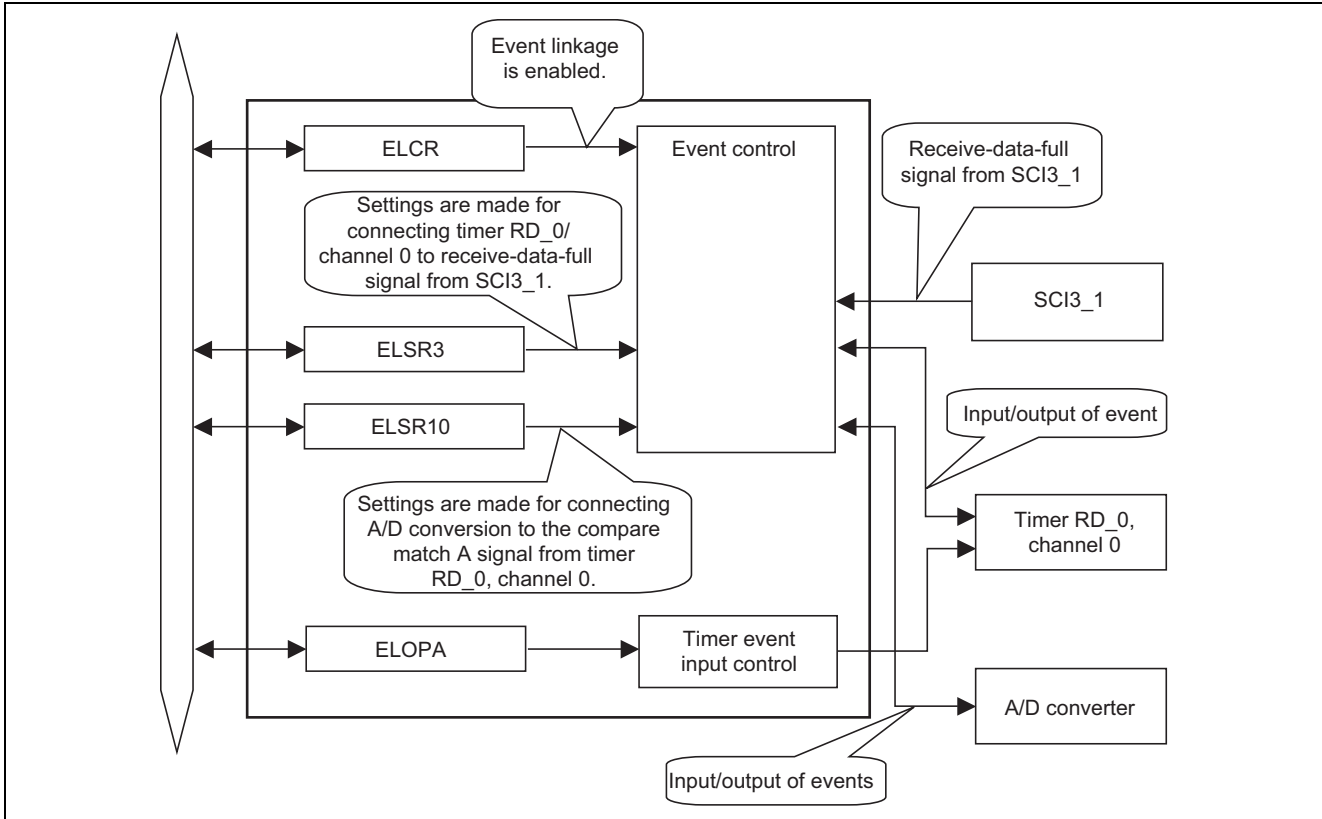 Event linkage
is enabled.
ELCR
Event control
Receive-data-full
signal from SCI3_1
Settings are made for
connecting timer RD_0/
channel 0 to receive-data-full
signal from SCI3_1.
SCI3_1
ELSR3
ELSR10
Input/output of event
Settings are made for connecting
A/D conversion to the compare
match A signal from timer
RD_0, channel 0.
Timer RD_0,
channel 0
ELOPA
Timer event
input control
A/D converter
Input/output of events